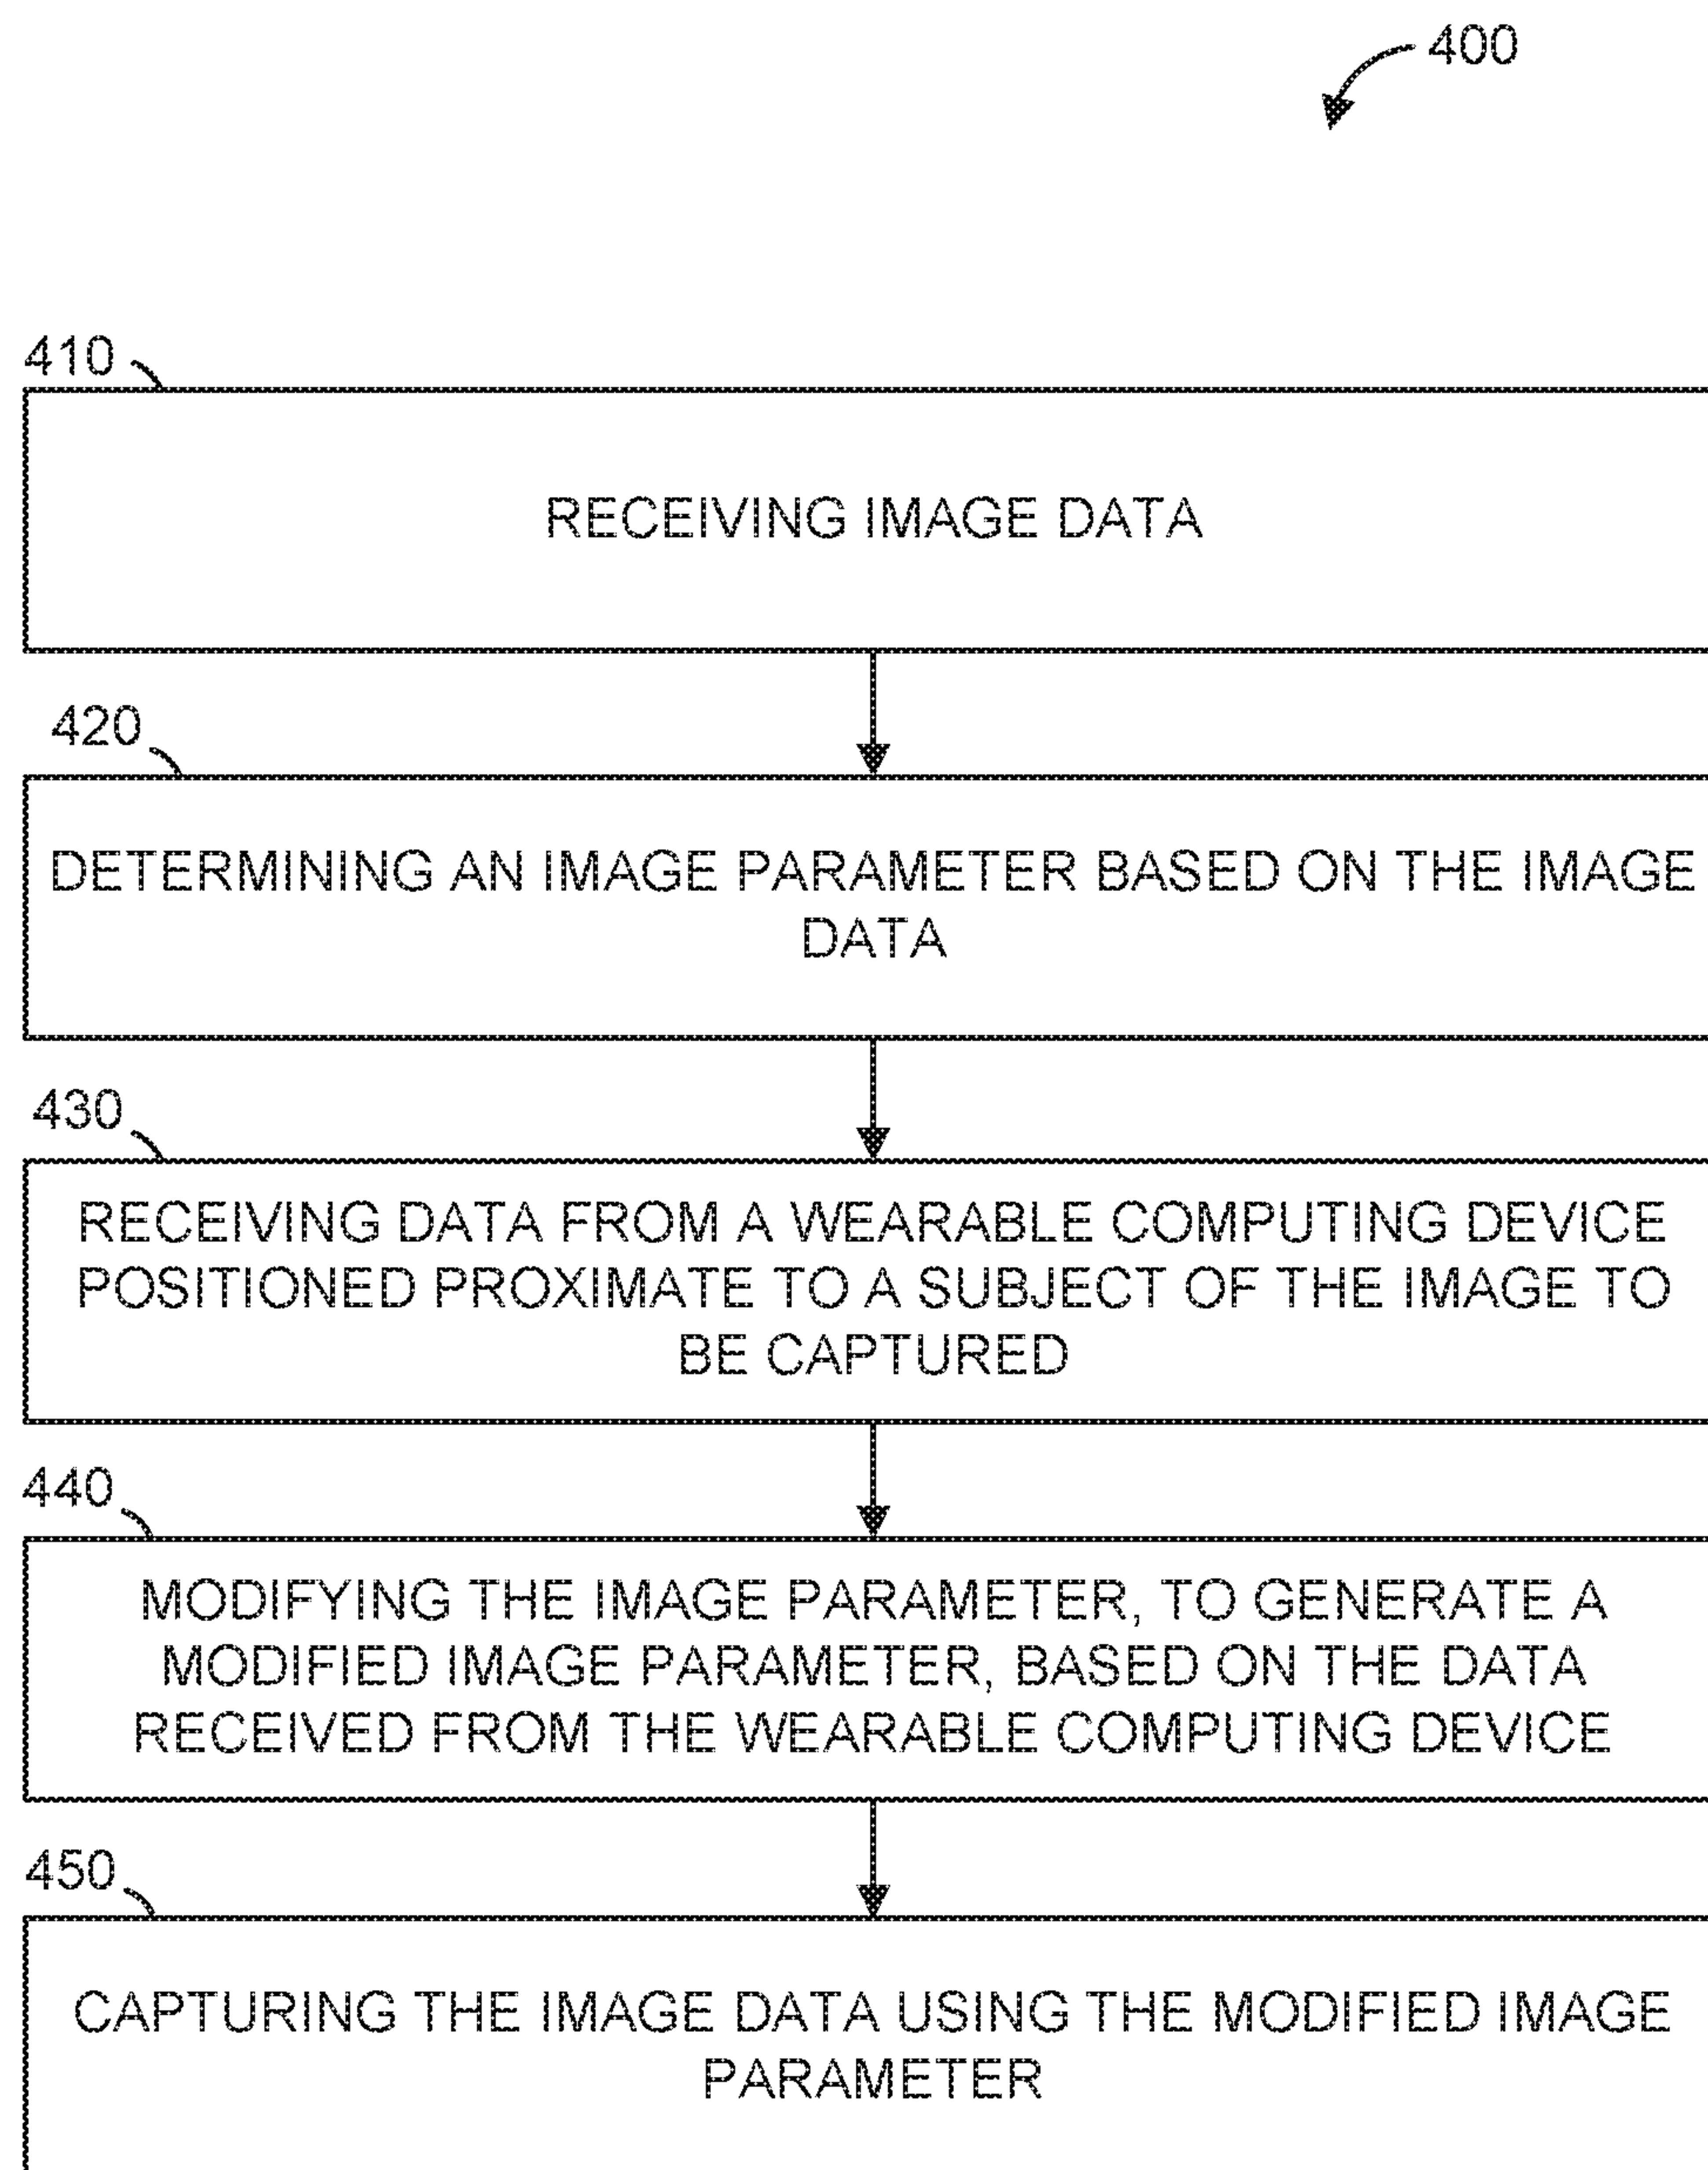 400
410
RECEIVING IMAGE DATA
420
DETERMINING AN IMAGE PARAMETER BASED ON THE IMAGE
DATA
430
RECEIVING DATA FROM A WEARABLE COMPUTING DEVICE
POSITIONED PROXIMATE TO A SUBJECT OF THE IMAGE TO
BE CAPTURED
440
MODIFYING THE IMAGE PARAMETER, TO GENERATE A
MODIFIED IMAGE PARAMETER, BASED ON THE DATA
RECEIVED FROM THE WEARABLE COMPUTING DEVICE
450
CAPTURING THE IMAGE DATA USING THE MODIFIED IMAGE
PARAMETER